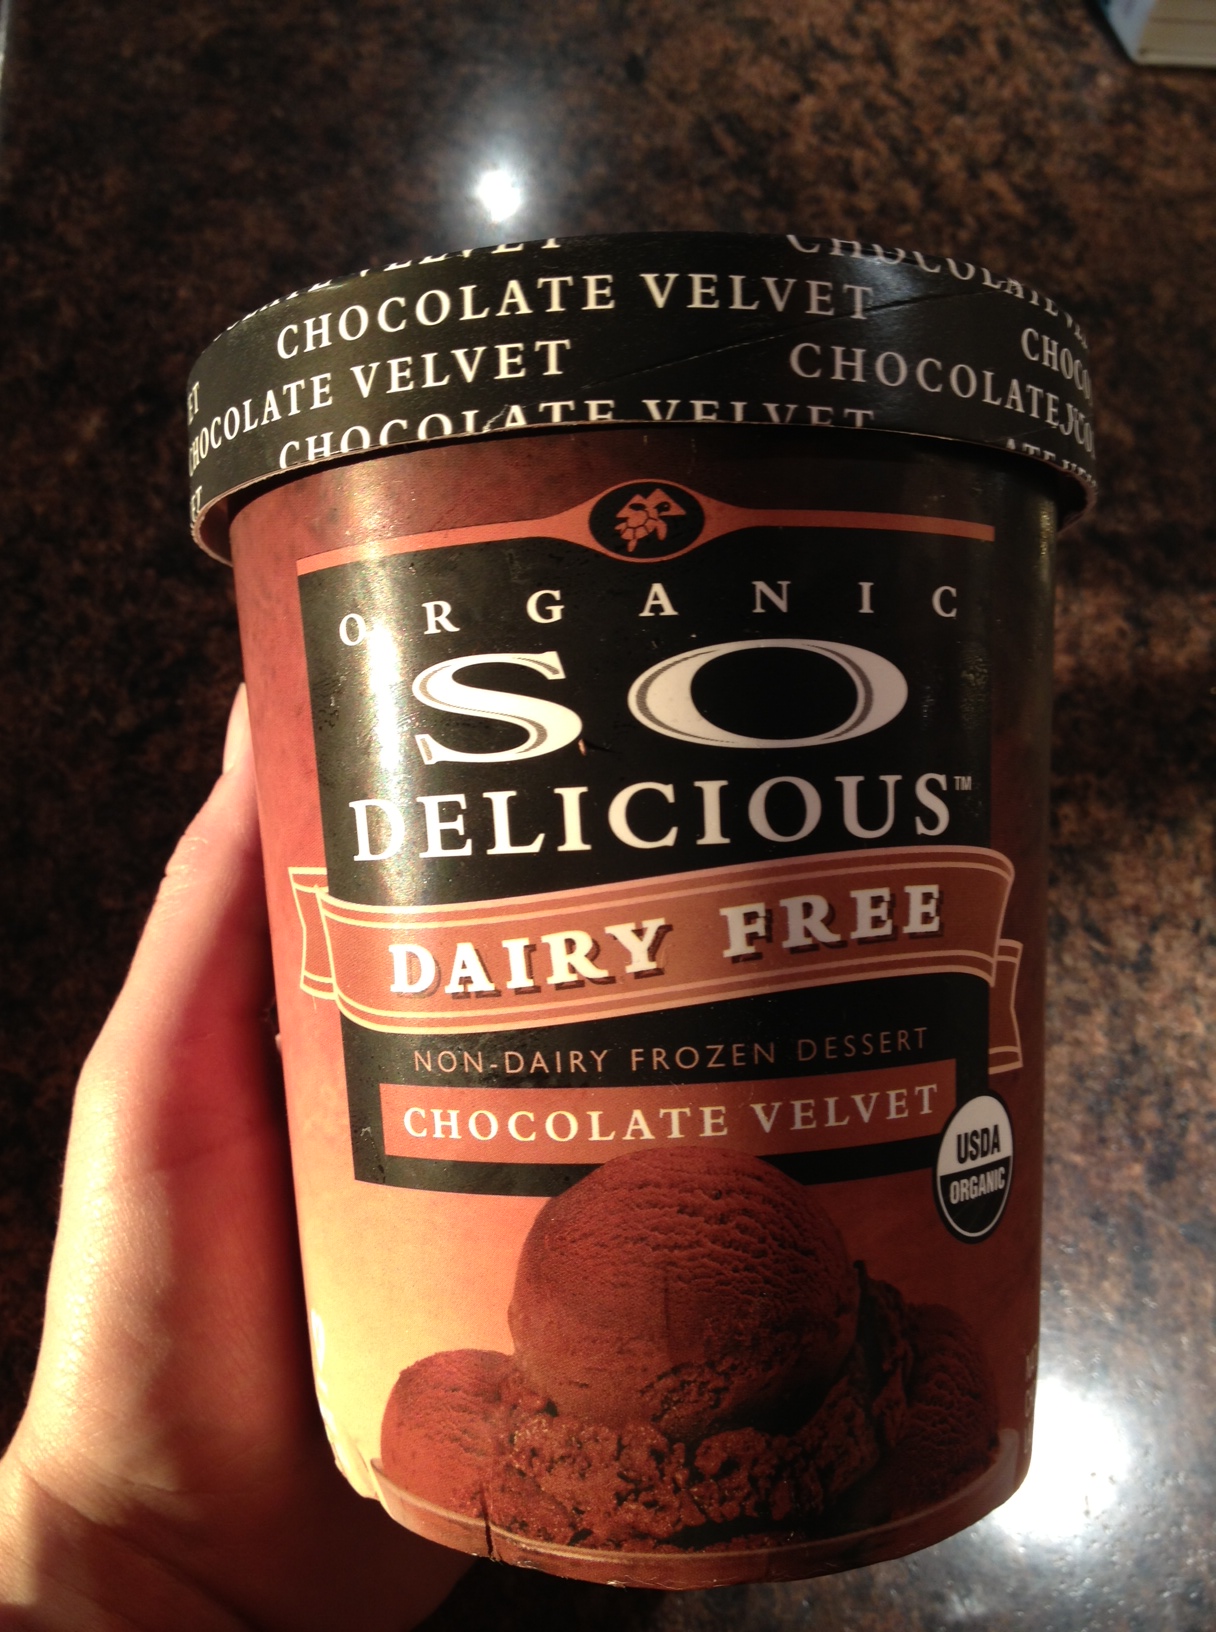 CHOCOLATE VELVET
CHOCOLATE VELVET
CHOCOLATE
CHOCOLATE VELVET
ORGANIC
SO
DELICIOUS™
DAIRY FREE
NON-DAIRY FROZEN DESSERT
CHOCOLATE VELVET
USDA
ORGANIC